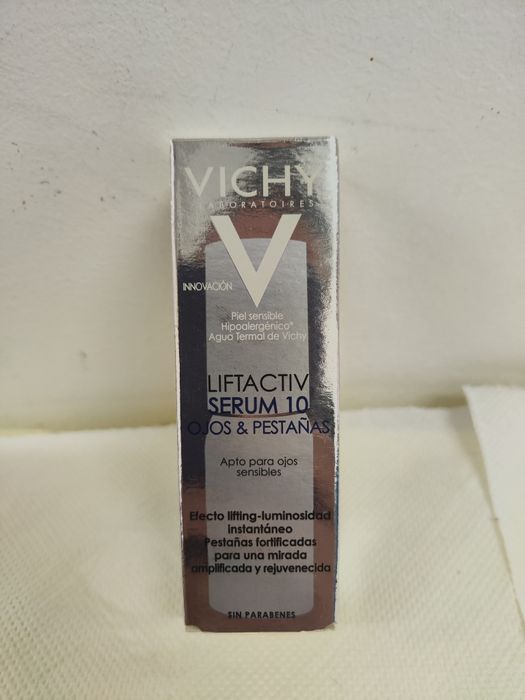 VICHY
LABORATOIRES
V
INNOVACIÓN
Piel sensible
Hipoalergénico*
Agua Termal de Vichy
LIFTACTIV
SERUM 10
OJOS & PESTAÑAS
Apto para ojos
sensibles
Efecto lifting-luminosidad
instantáneo
Pestañas fortificadas
para una mirada
amplificada y rejuvenecida
SIN PARABENES